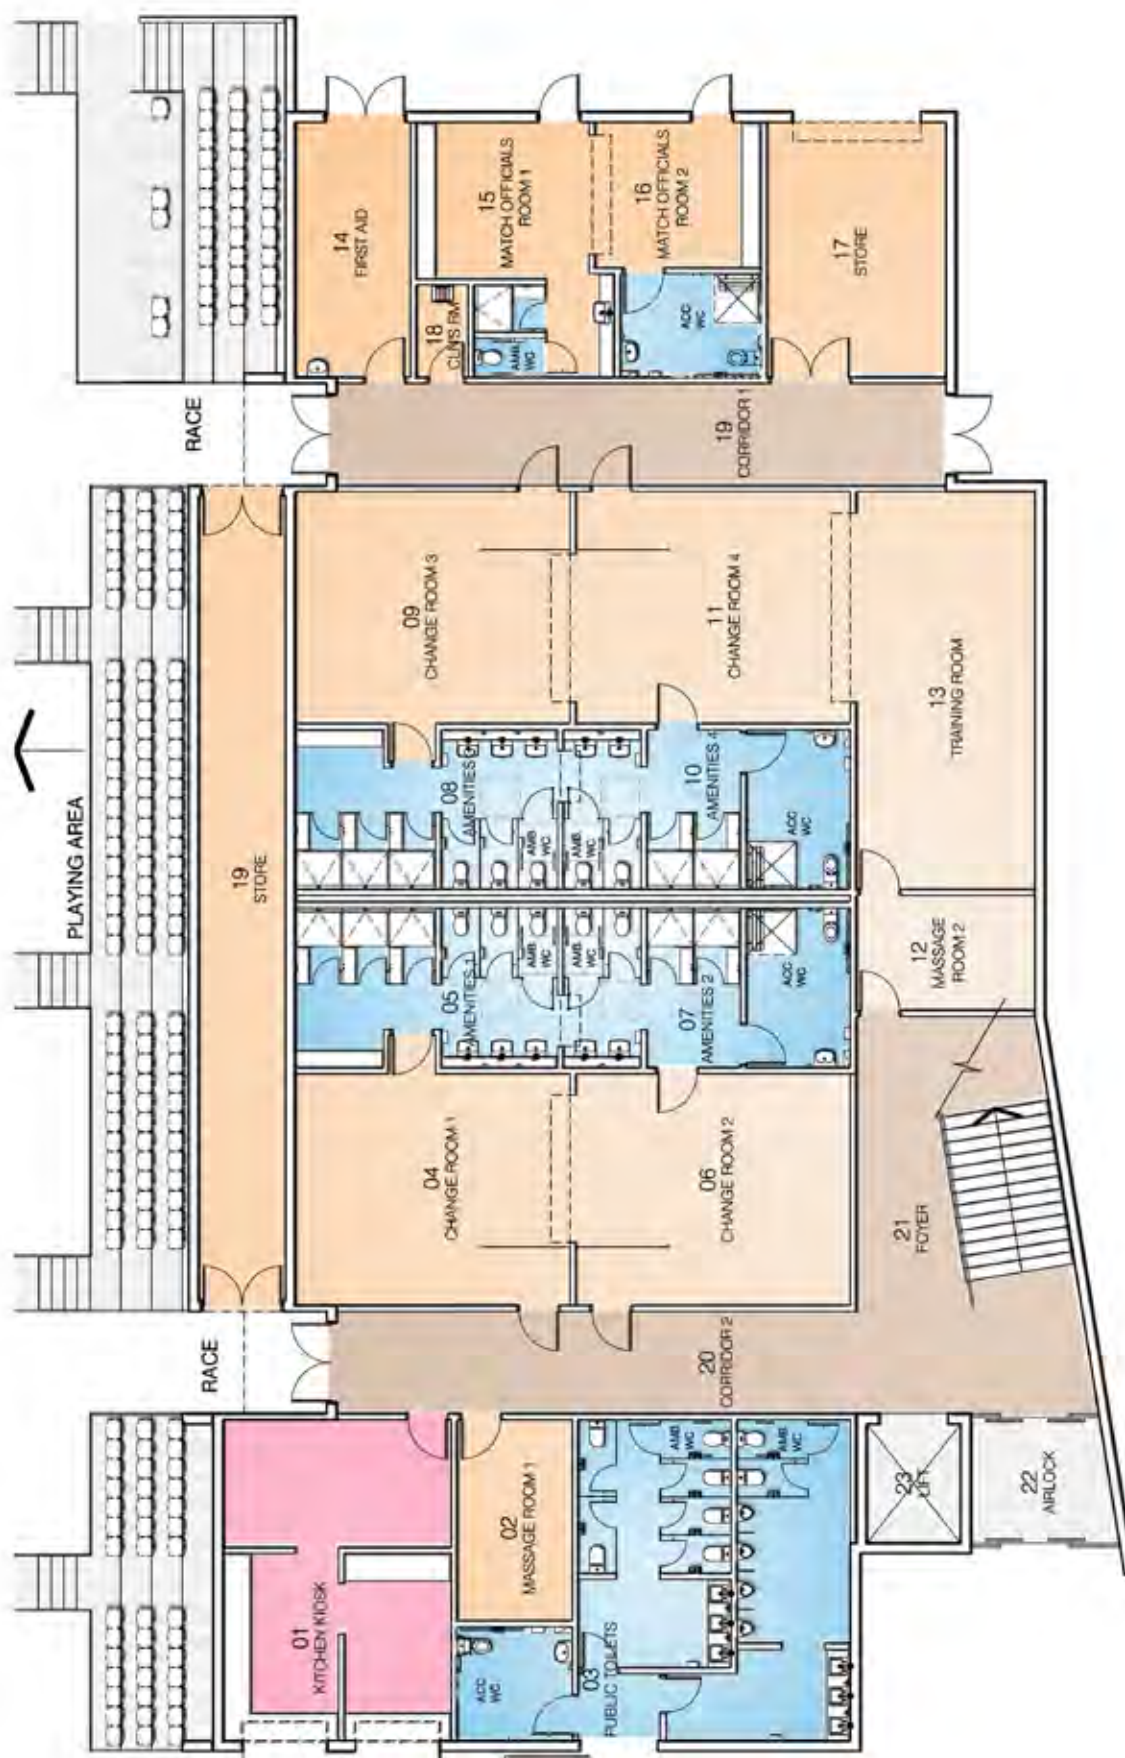 PLAYING AREA
RACE
RACE
01
KITCHEN KIOSK
02
MASSAGE ROOM 1
03
PUBLIC TOILETS
ACC
WC
AMB
WC
AMB
WC
04
CHANGE ROOM 1
05
AMENITIES 1
AMB
WC
06
CHANGE ROOM 2
07
AMENITIES 2
AMB
WC
ACC
WC
08
AMENITIES
AMB
WC
09
CHANGE ROOM 3
10
AMENITIES 4
AMB
WC
ACC
WC
11
CHANGE ROOM 4
12
MASSAGE
ROOM 2
13
TRAINING ROOM
14
FIRST AID
15
MATCH OFFICIALS
ROOM 1
16
MATCH OFFICIALS
ROOM 2
ACC
WC
17
STORE
18
CLN'S RM
AMB
WC
19
CORRIDOR 1
19
STORE
20
CORRIDOR 2
21
FOYER
22
AIRLOCK
23
LIFT